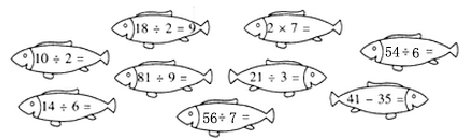 18 ÷ 2 = 9
2 × 7 =
10 ÷ 2 =
54÷6 =
81 ÷ 9 =
21 ÷ 3 =
14 ÷ 6 =
56÷7 =
41 − 35 =